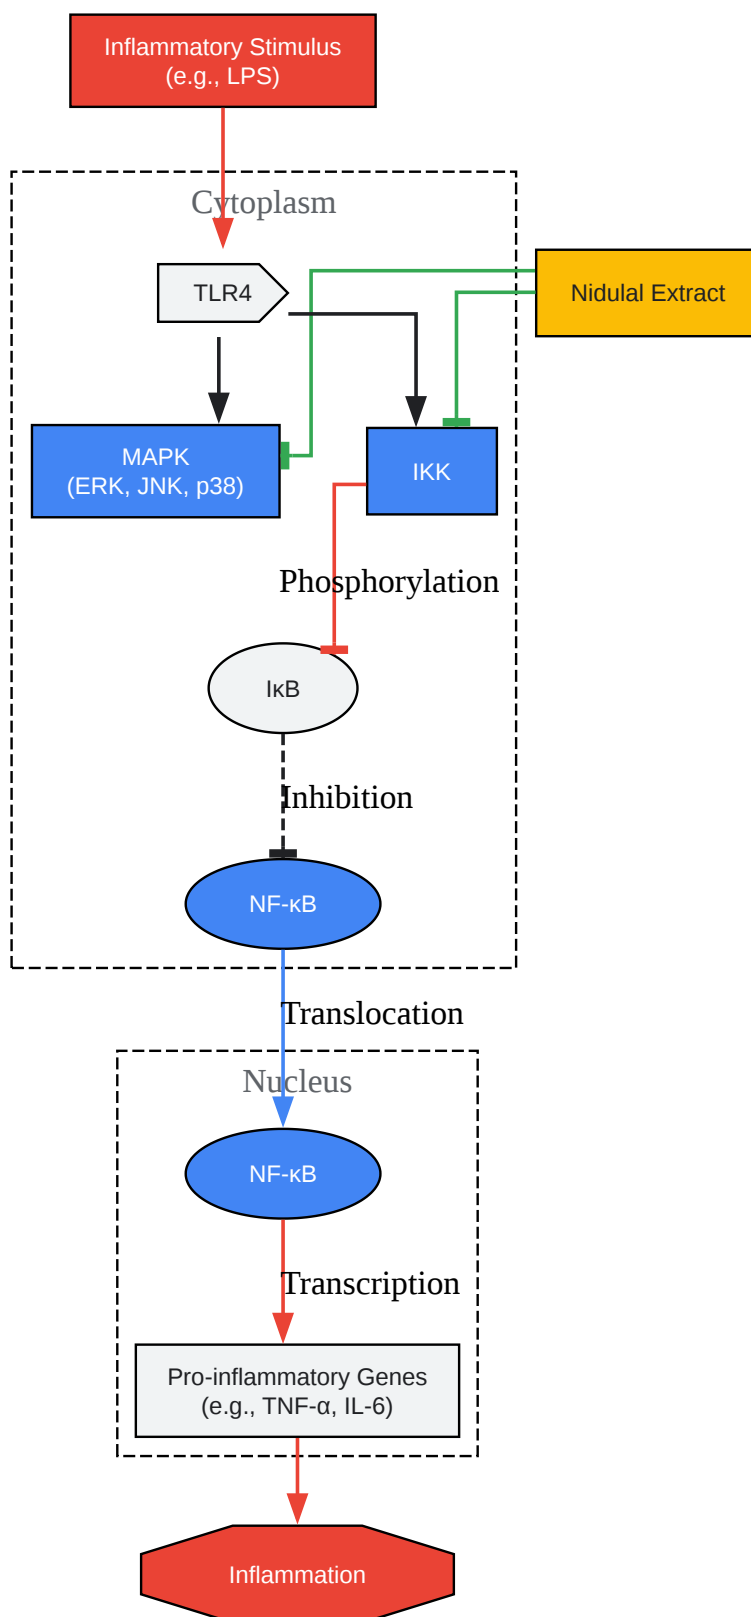 Inflammatory Stimulus
(e.g., LPS)
Cytoplasm
TLR4
Nidulal Extract
MAPK
(ERK, JNK, p38)
IKK
Phosphorylation
IκB
Inhibition
NF-κB
Translocation
Nucleus
NF-κB
Transcription
Pro-inflammatory Genes
(e.g., TNF-α, IL-6)
Inflammation